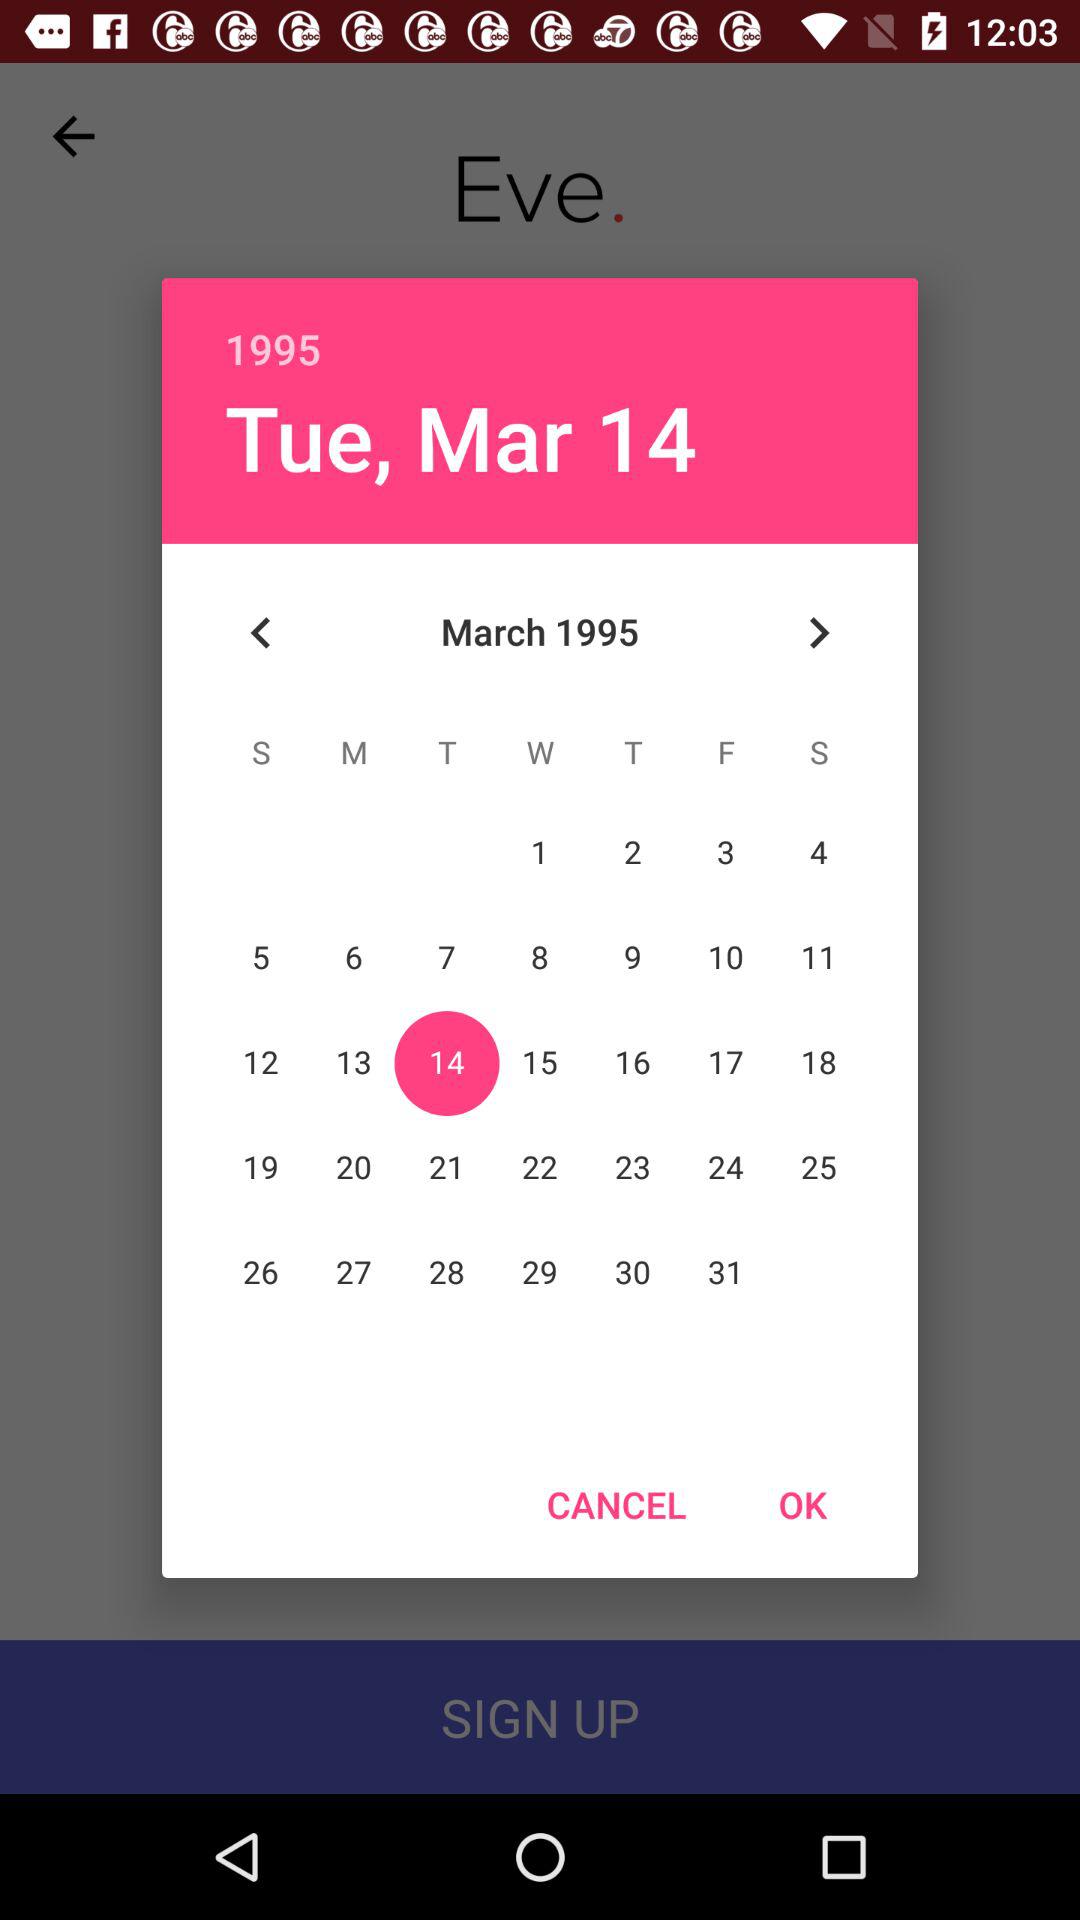 12:03
Eve.
1995
Tue, Mar 14
March 1995
S M T W T F S
1 2 3 4
5 6 7 8 9 10 11
12 13 14 15 16 17 18
19 20 21 22 23 24 25
26 27 28 29 30 31
CANCEL OK
SIGN UP